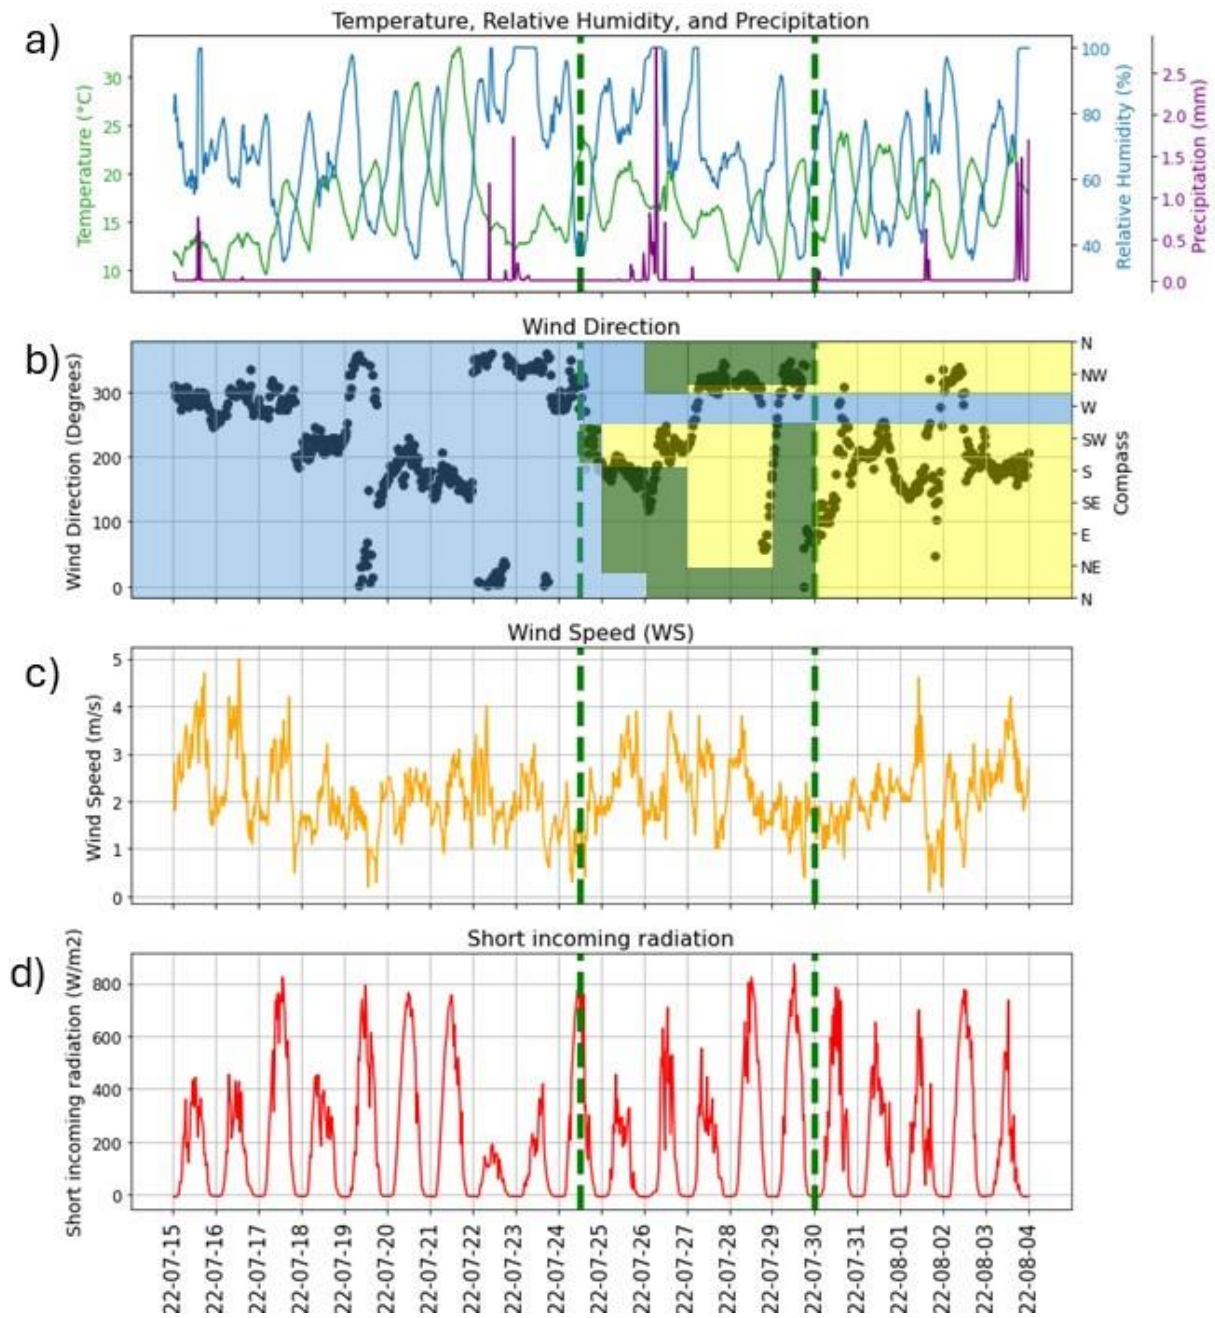 a)
Temperature, Relative Humidity, and Precipitation
Temperature (°C)
30
25
20
15
10
100
80
60
40
Relative Humidity (%)
2.5
2.0
1.5
1.0
0.5
0.0
Precipitation (mm)
b)
Wind Direction
Wind Direction (Degrees)
300
200
100
0
N
NW
W
SW
S
SE
E
NE
N
Compass
c)
Wind Speed (WS)
Wind Speed (m/s)
5
4
3
2
1
0
d)
Short incoming radiation
Short incoming radiation (W/m2)
800
600
400
200
0
22-07-15
22-07-16
22-07-17
22-07-18
22-07-19
22-07-20
22-07-21
22-07-22
22-07-23
22-07-24
22-07-25
22-07-26
22-07-27
22-07-28
22-07-29
22-07-30
22-07-31
22-08-01
22-08-02
22-08-03
22-08-04